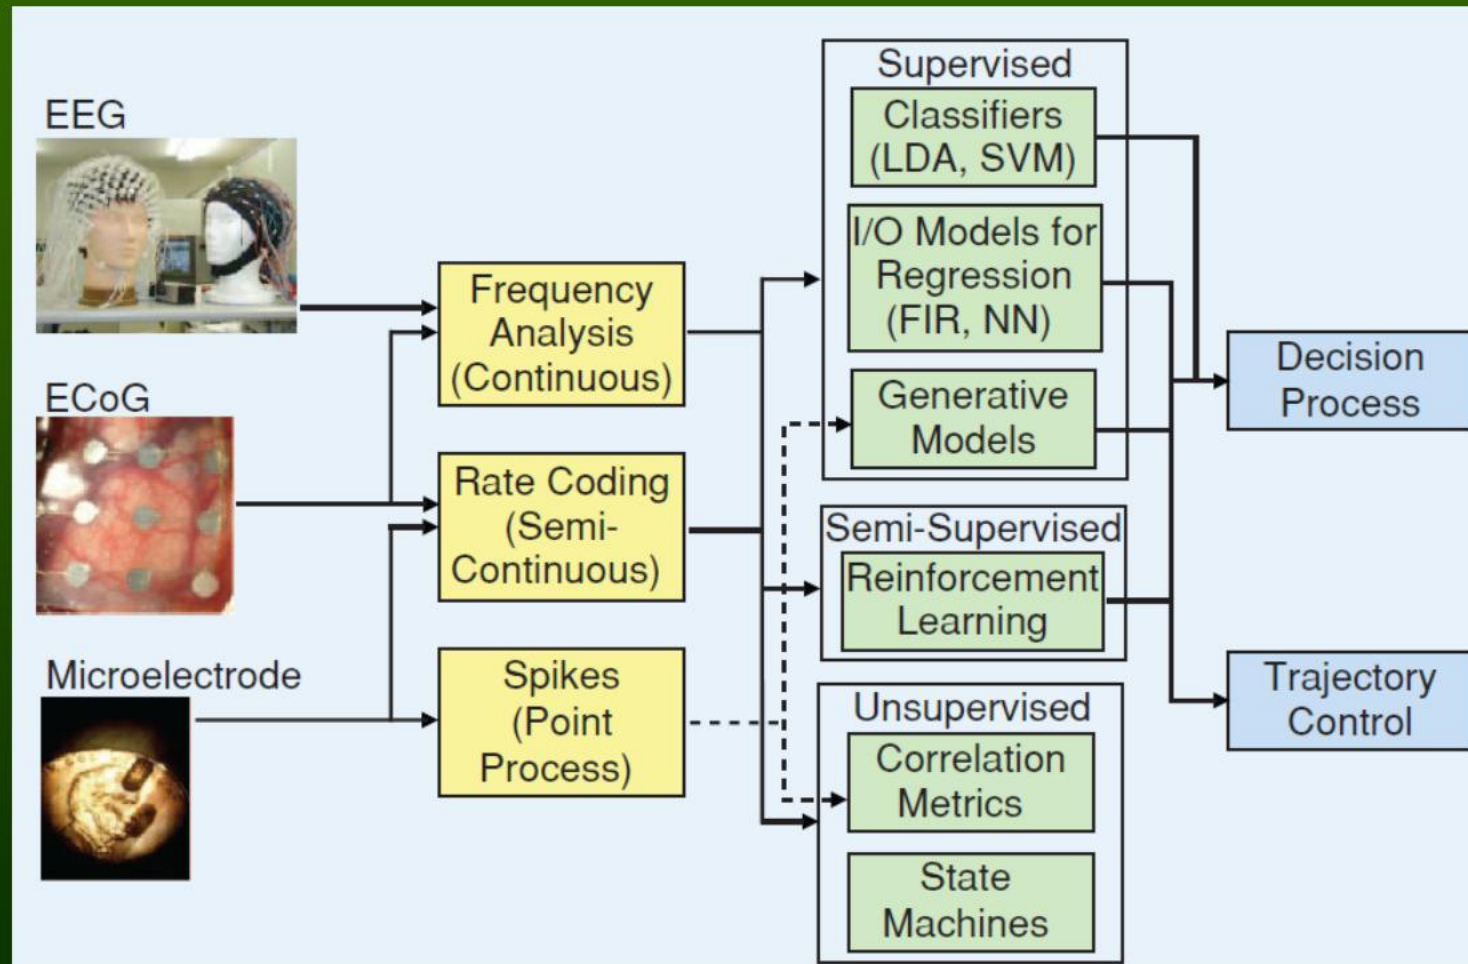 EEG
ECoG
Microelectrode
Frequency
Analysis
(Continuous)
Rate Coding
(Semi-
Continuous)
Spikes
(Point
Process)
Supervised
Classifiers
(LDA, SVM)
I/O Models for
Regression
(FIR, NN)
Generative
Models
Semi-Supervised
Reinforcement
Learning
Unsupervised
Correlation
Metrics
State
Machines
Decision
Process
Trajectory
Control